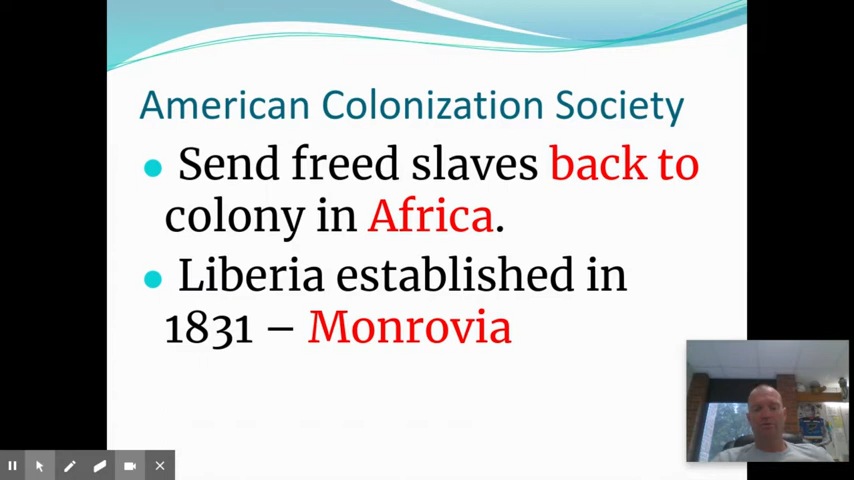 American Colonization Society
● Send freed slaves back to
colony in Africa.
● Liberia established in
1831 – Monrovia